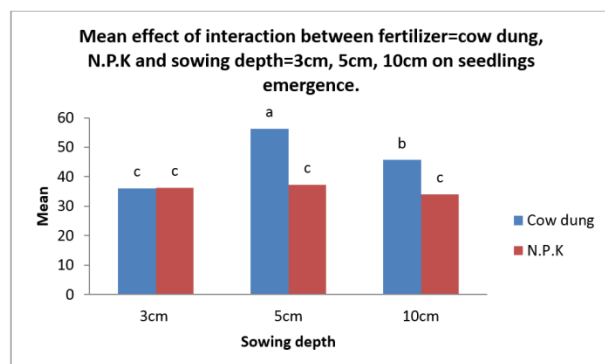 Mean effect of interaction between fertilizer=cow dung,
N.P.K and sowing depth=3cm, 5cm, 10cm on seedlings
emergence.
60
50
40
30
20
10
0
Mean
c
c
a
c
b
c
3cm
5cm
10cm
Sowing depth
Cow dung
N.P.K